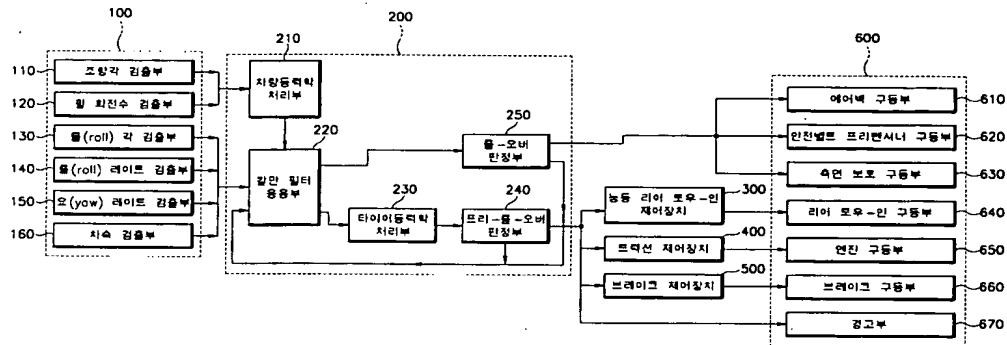 100
110
조향각 검출부
120
휠 회전수 검출부
130
롤(roll) 각 검출부
140
롤(roll) 레이트 검출부
150
요(yaw) 레이트 검출부
160
차속 검출부
200
210
차량동력학
처리부
220
칼만 필터
응용부
230
타이어동력학
처리부
240
프리-롤-오버
판정부
250
롤-오버
판정부
300
능동 리어 토우-인
제어장치
400
트랙션 제어장치
500
브레이크 제어장치
600
에어백 구동부
610
안전벨트 프리텐셔너 구동부
620
측면 보호 구동부
630
리어 토우-인 구동부
640
엔진 구동부
650
브레이크 구동부
660
경고부
670